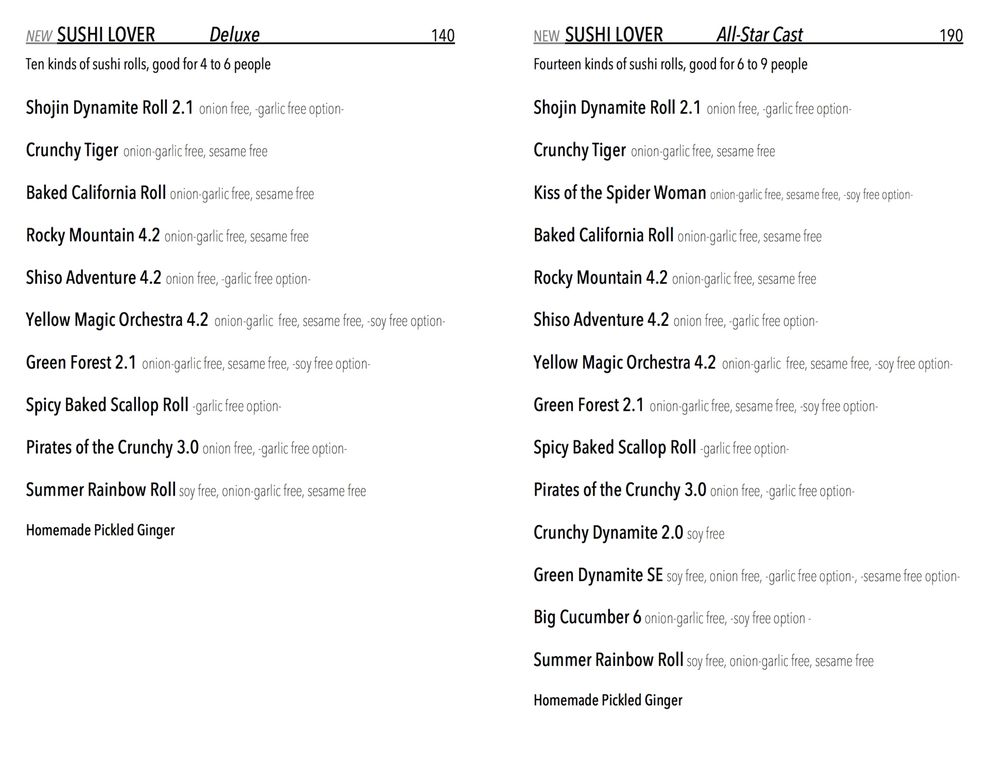 NEW SUSHI LOVER Deluxe 140
Ten kinds of sushi rolls, good for 4 to 6 people
Shojin Dynamite Roll 2.1 onion free, -garlic free option-
Crunchy Tiger onion-garlic free, sesame free
Baked California Roll onion-garlic free, sesame free
Rocky Mountain 4.2 onion-garlic free, sesame free
Shiso Adventure 4.2 onion free, -garlic free option-
Yellow Magic Orchestra 4.2 onion-garlic free, sesame free, -soy free option-
Green Forest 2.1 onion-garlic free, sesame free, -soy free option-
Spicy Baked Scallop Roll -garlic free option-
Pirates of the Crunchy 3.0 onion free, -garlic free option-
Summer Rainbow Roll soy free, onion-garlic free, sesame free
Homemade Pickled Ginger
NEW SUSHI LOVER All-Star Cast 190
Fourteen kinds of sushi rolls, good for 6 to 9 people
Shojin Dynamite Roll 2.1 onion free, -garlic free option-
Crunchy Tiger onion-garlic free, sesame free
Kiss of the Spider Woman onion-garlic free, sesame free, -soy free option-
Baked California Roll onion-garlic free, sesame free
Rocky Mountain 4.2 onion-garlic free, sesame free
Shiso Adventure 4.2 onion free, -garlic free option-
Yellow Magic Orchestra 4.2 onion-garlic free, sesame free, -soy free option-
Green Forest 2.1 onion-garlic free, sesame free, -soy free option-
Spicy Baked Scallop Roll -garlic free option-
Pirates of the Crunchy 3.0 onion free, -garlic free option-
Crunchy Dynamite 2.0 soy free
Green Dynamite SE soy free, onion free, -garlic free option-, -sesame free option-
Big Cucumber 6 onion-garlic free, -soy free option -
Summer Rainbow Roll soy free, onion-garlic free, sesame free
Homemade Pickled Ginger